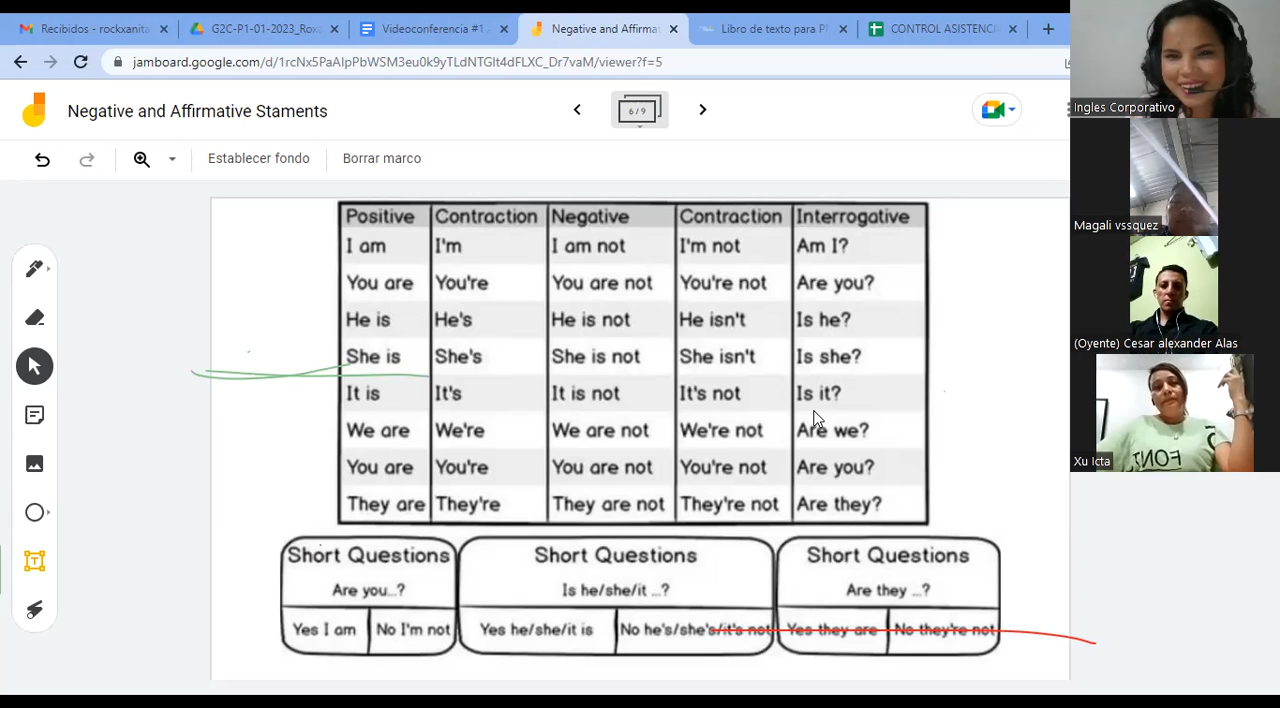 Recibidos - rockxanita
G2C-P1-01-2023_Rox
Videoconferencia #1
Negative and Affirmat
Libro de texto para P
CONTROL ASISTENC
jamboard.google.com/d/1rcNx5PaAIpPbWSM3eu0k9yTLdNTGIt4dFLXC_Dr7vaM/viewer?f=5
Negative and Affirmative Staments
6 / 9
Establecer fondo
Borrar marco
Positive Contraction Negative Contraction Interrogative
I am I'm I am not I'm not Am I?
You are You're You are not You're not Are you?
He is He's He is not He isn't Is he?
She is She's She is not She isn't Is she?
It is It's It is not It's not Is it?
We are We're We are not We're not Are we?
You are You're You are not You're not Are you?
They are They're They are not They're not Are they?
Short Questions Short Questions Short Questions
Are you...? Is he/she/it ...? Are they ...?
Yes I am No I'm not Yes he/she/it is No he's/she's/it's not Yes they are No they're not
Ingles Corporativo
Magali vssquez
(Oyente) Cesar alexander Alas
Xu Icta